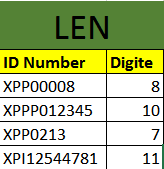 LEN
ID Number Digite
XPP00008 8
XPPP012345 10
XPP0213 7
XPI12544781 11